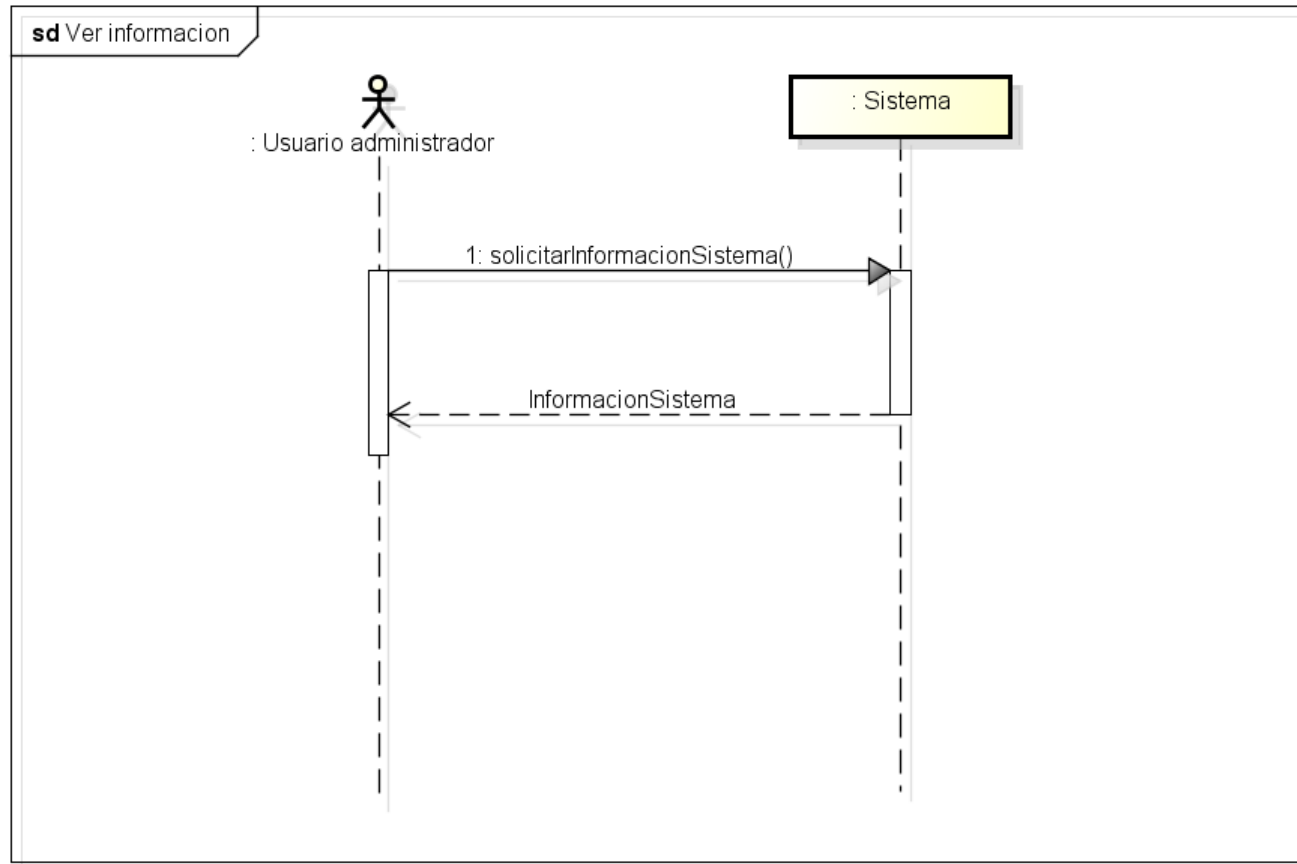 sd Ver informacion
: Sistema
: Usuario administrador
1: solicitarInformacionSistema()
InformacionSistema